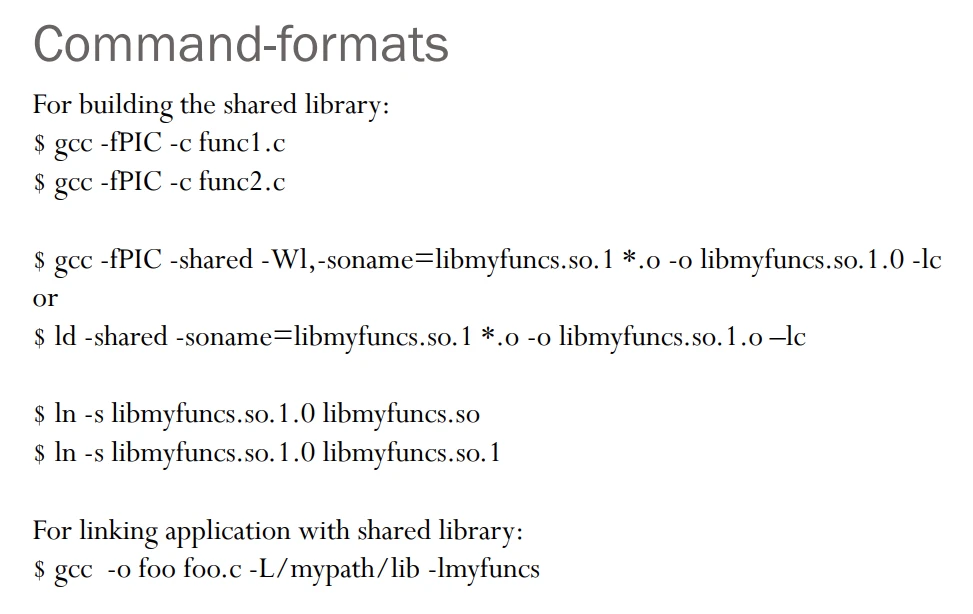 Command-formats
For building the shared library:
$ gcc -fPIC -c func1.c
$ gcc -fPIC -c func2.c
$ gcc -fPIC -shared -Wl,-soname=libmyfuncs.so.1 *.o -o libmyfuncs.so.1.0 -lc
or
$ ld -shared -soname=libmyfuncs.so.1 *.o -o libmyfuncs.so.1.o –lc
$ ln -s libmyfuncs.so.1.0 libmyfuncs.so
$ ln -s libmyfuncs.so.1.0 libmyfuncs.so.1
For linking application with shared library:
$ gcc  -o foo foo.c -L/mypath/lib -lmyfuncs